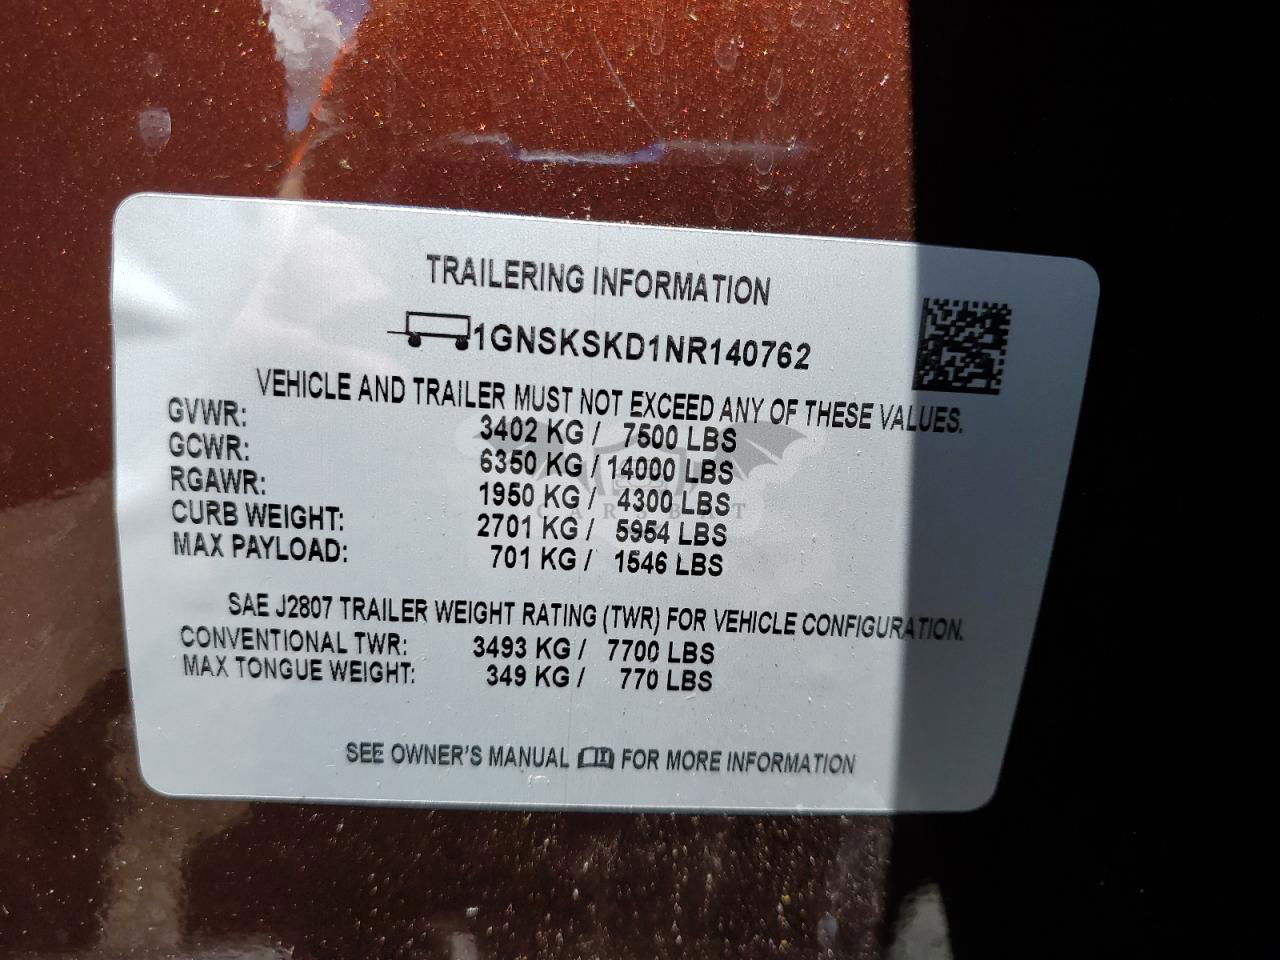 TRAILERING INFORMATION
1GNSKSKD1NR140762
VEHICLE AND TRAILER MUST NOT EXCEED ANY OF THESE VALUES.
GVWR: 3402 KG / 7500 LBS
GCWR: 6350 KG / 14000 LBS
RGAWR: 1950 KG / 4300 LBS
CARSBAT
CURB WEIGHT: 2701 KG / 5954 LBS
MAX PAYLOAD: 701 KG / 1546 LBS
SAE J2807 TRAILER WEIGHT RATING (TWR) FOR VEHICLE CONFIGURATION.
CONVENTIONAL TWR: 3493 KG / 7700 LBS
MAX TONGUE WEIGHT: 349 KG / 770 LBS
SEE OWNER'S MANUAL FOR MORE INFORMATION